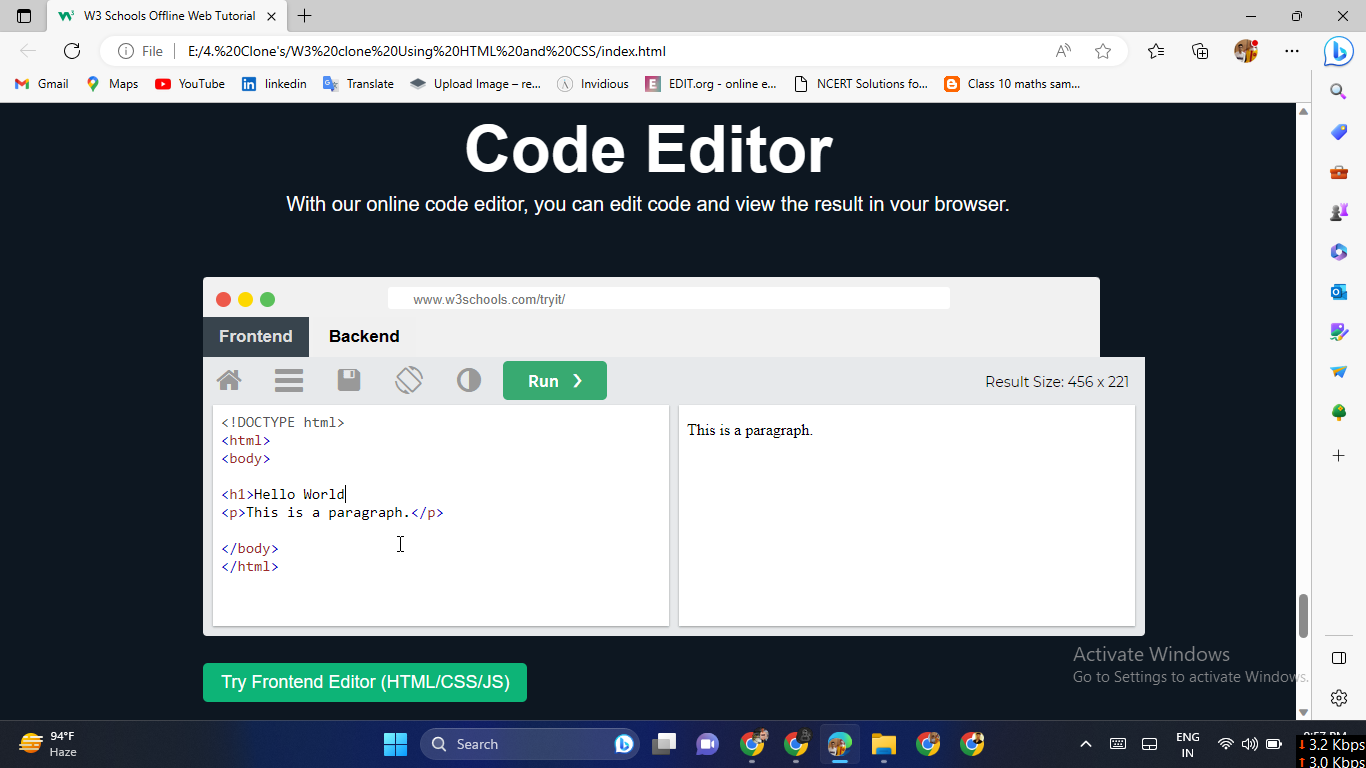 W3 Schools Offline Web Tutorial
File
E:/4.%20Clone's/W3%20clone%20Using%20HTML%20and%20CSS/index.html
Gmail
Maps
YouTube
linkedin
Translate
Upload Image – re...
Invidious
EDIT.org - online e...
NCERT Solutions fo...
Class 10 maths sam...
Code Editor
With our online code editor, you can edit code and view the result in your browser.
www.w3schools.com/tryit/
Frontend
Backend
Run ❯
Result Size: 456 x 221
<!DOCTYPE html>
<html>
<body>
<h1>Hello World
<p>This is a paragraph.</p>
</body>
</html>
This is a paragraph.
Try Frontend Editor (HTML/CSS/JS)
Activate Windows
Go to Settings to activate Windows.
94°F
Haze
Search
ENG
IN
3.2 Kbps
3.0 Kbps